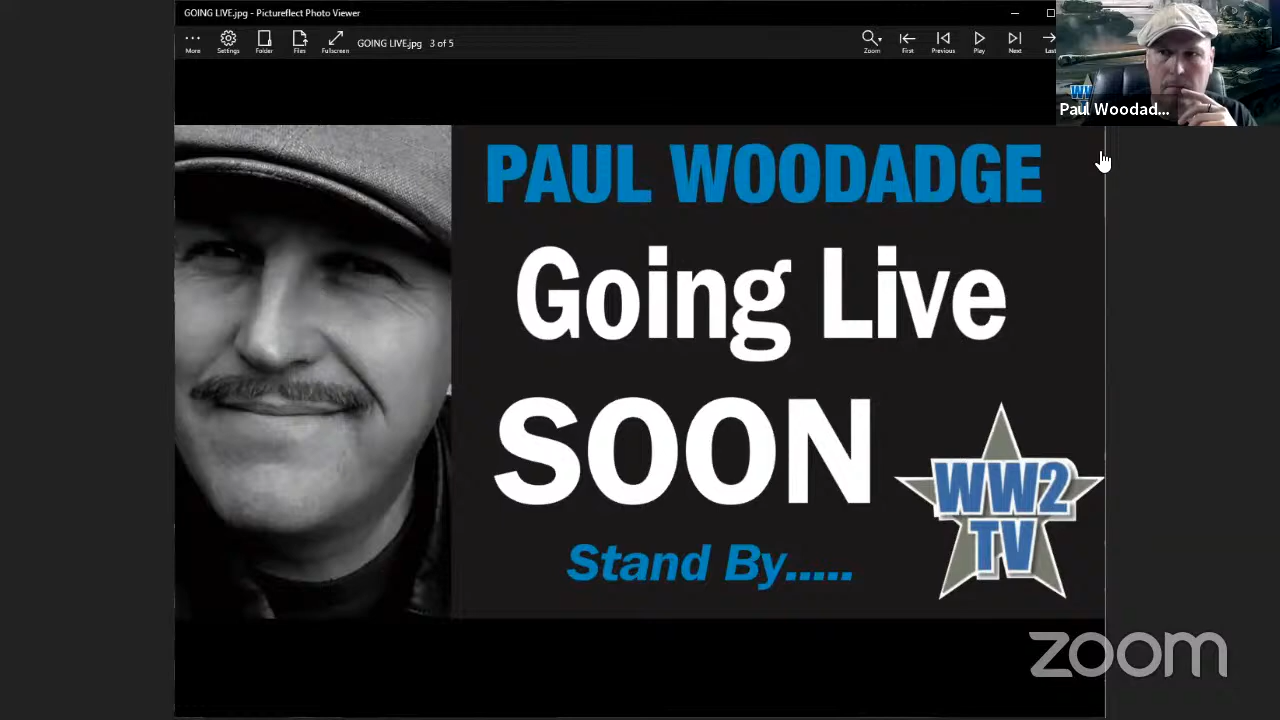 GOING LIVE.jpg - Pictureflect Photo Viewer
More
Settings
Folder
Files
Fullscreen
GOING LIVE.jpg 3 of 5
Zoom
First
Previous
Play
Next
Last
Paul Woodad...
PAUL WOODADGE
Going Live
SOON
WW2
TV
Stand By.....
zoom